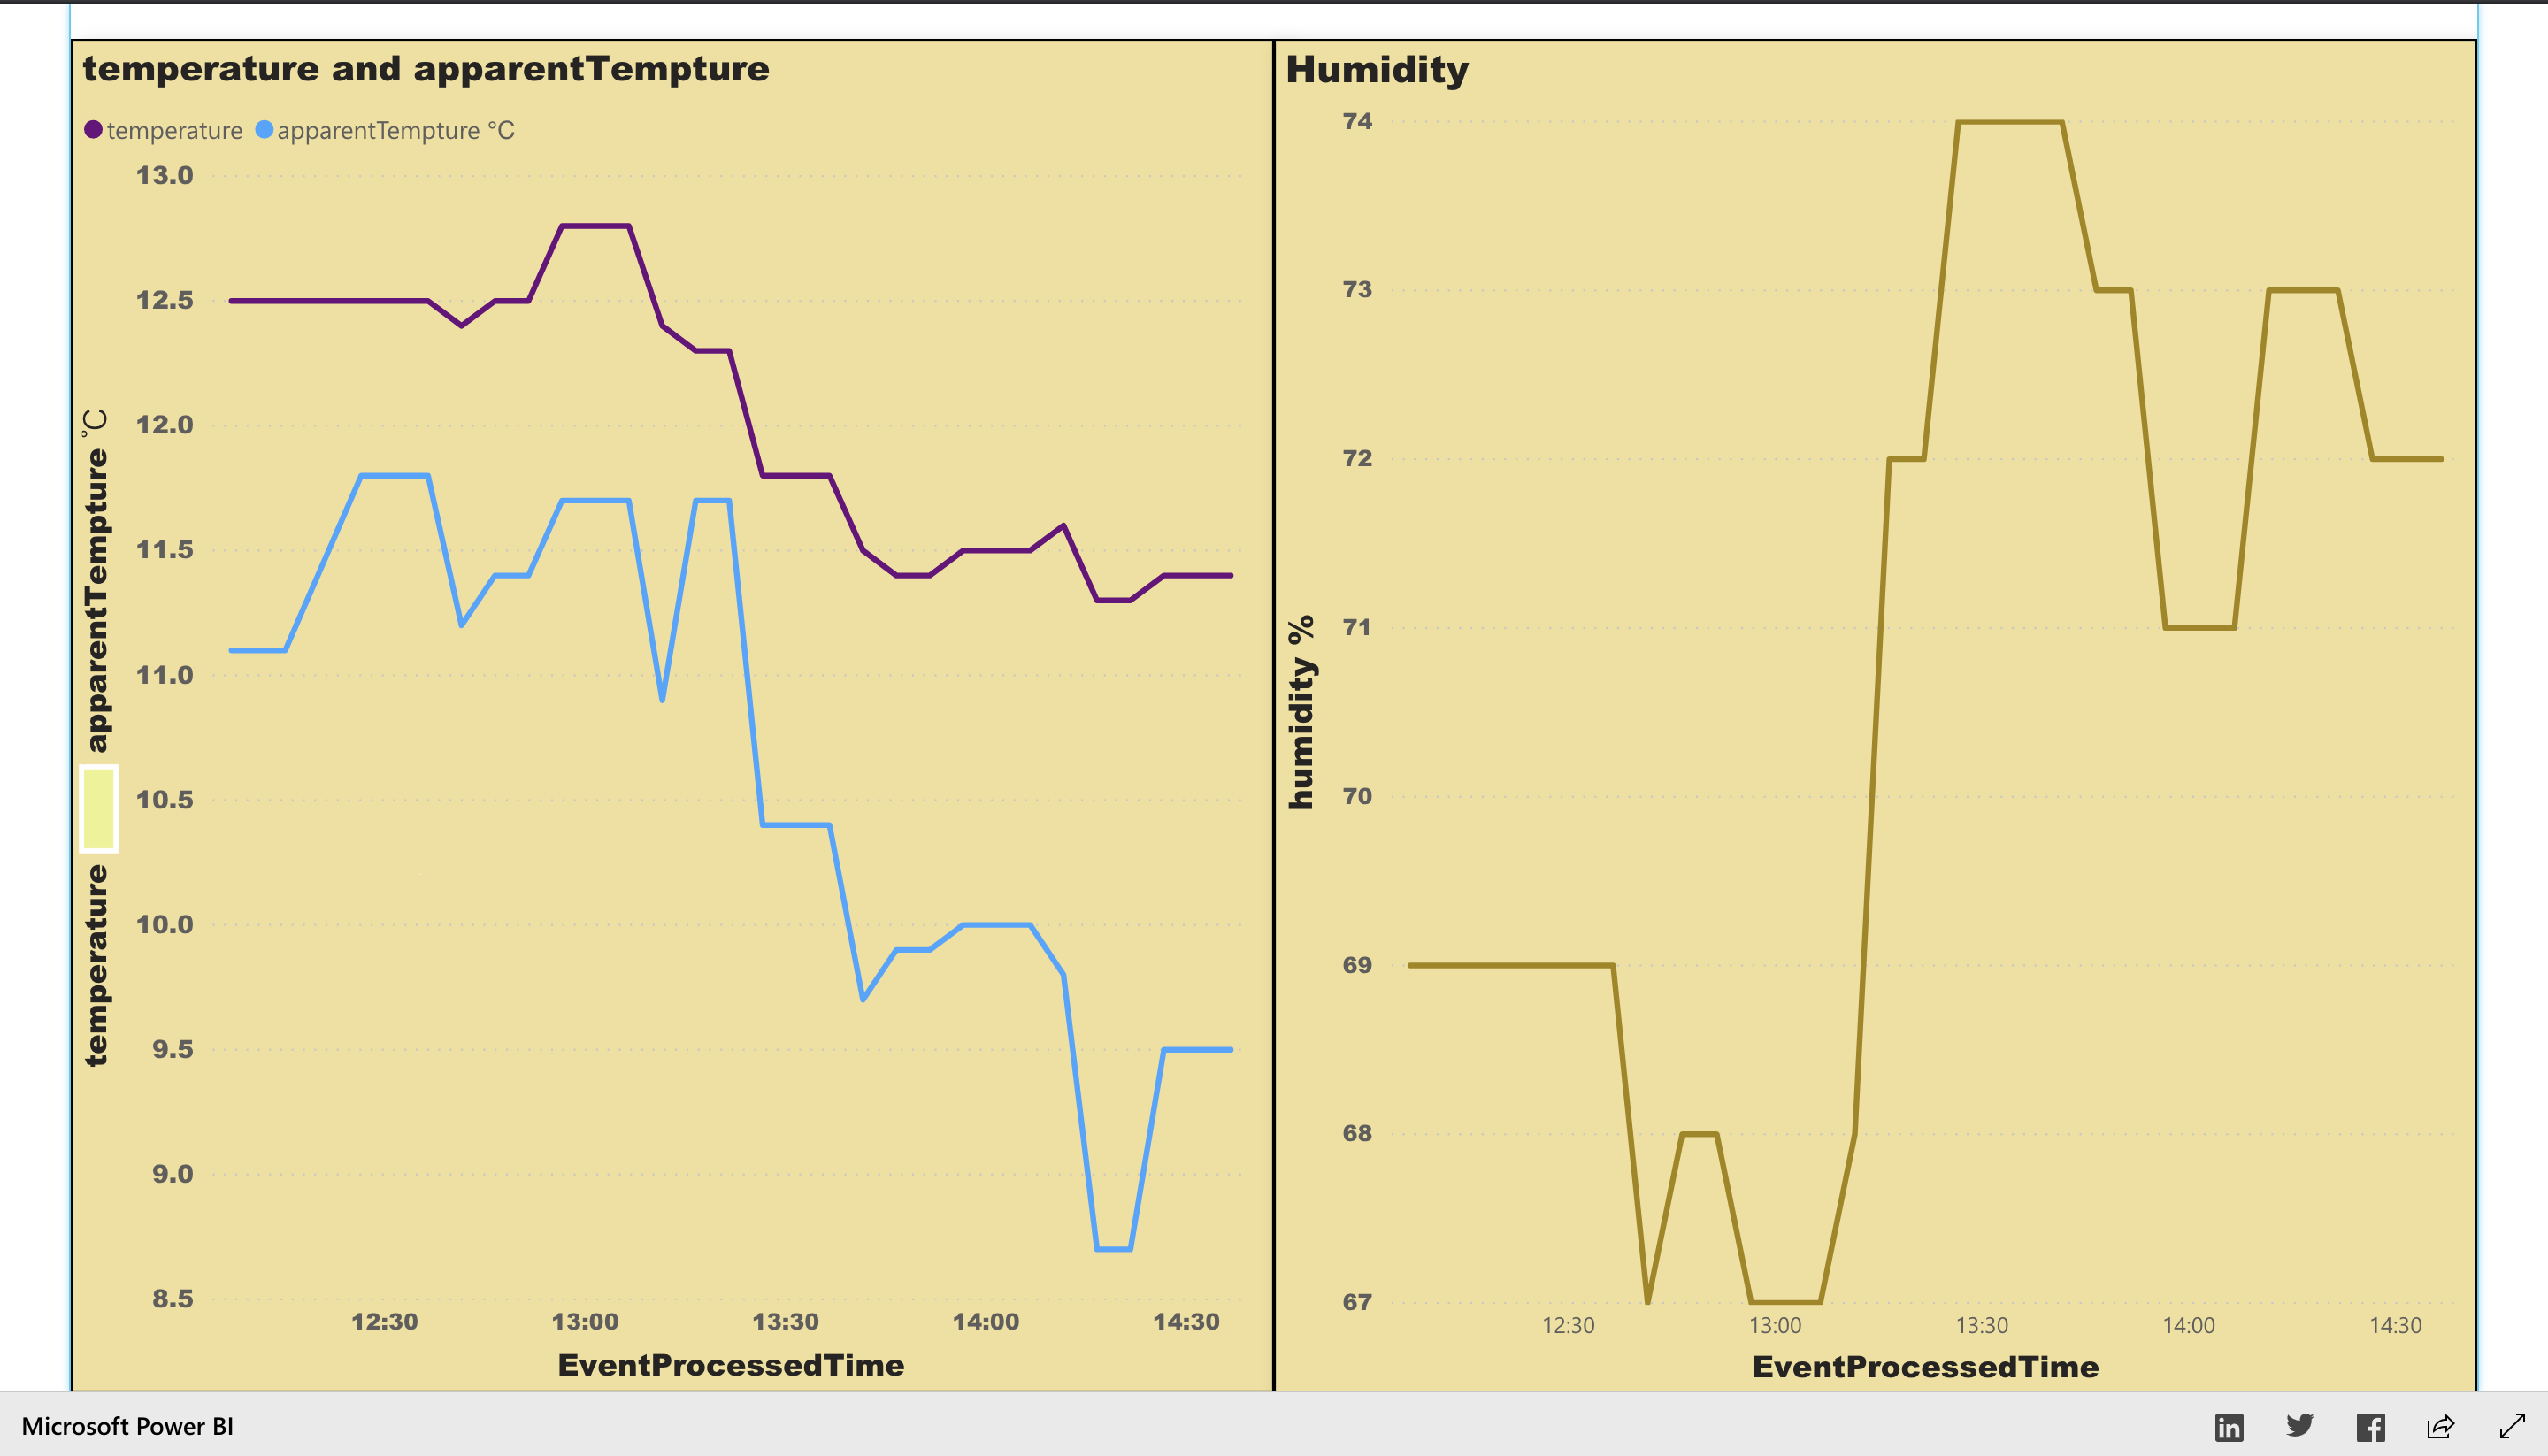 temperature and apparentTempture
temperature apparentTempture °C
13.0
12.5
12.0
11.5
11.0
10.5
10.0
9.5
9.0
8.5
temperature apparentTempture °C
12:30 13:00 13:30 14:00 14:30
EventProcessedTime
Humidity
74
73
72
71
70
69
68
67
humidity %
12:30 13:00 13:30 14:00 14:30
EventProcessedTime
Microsoft Power BI
in
f